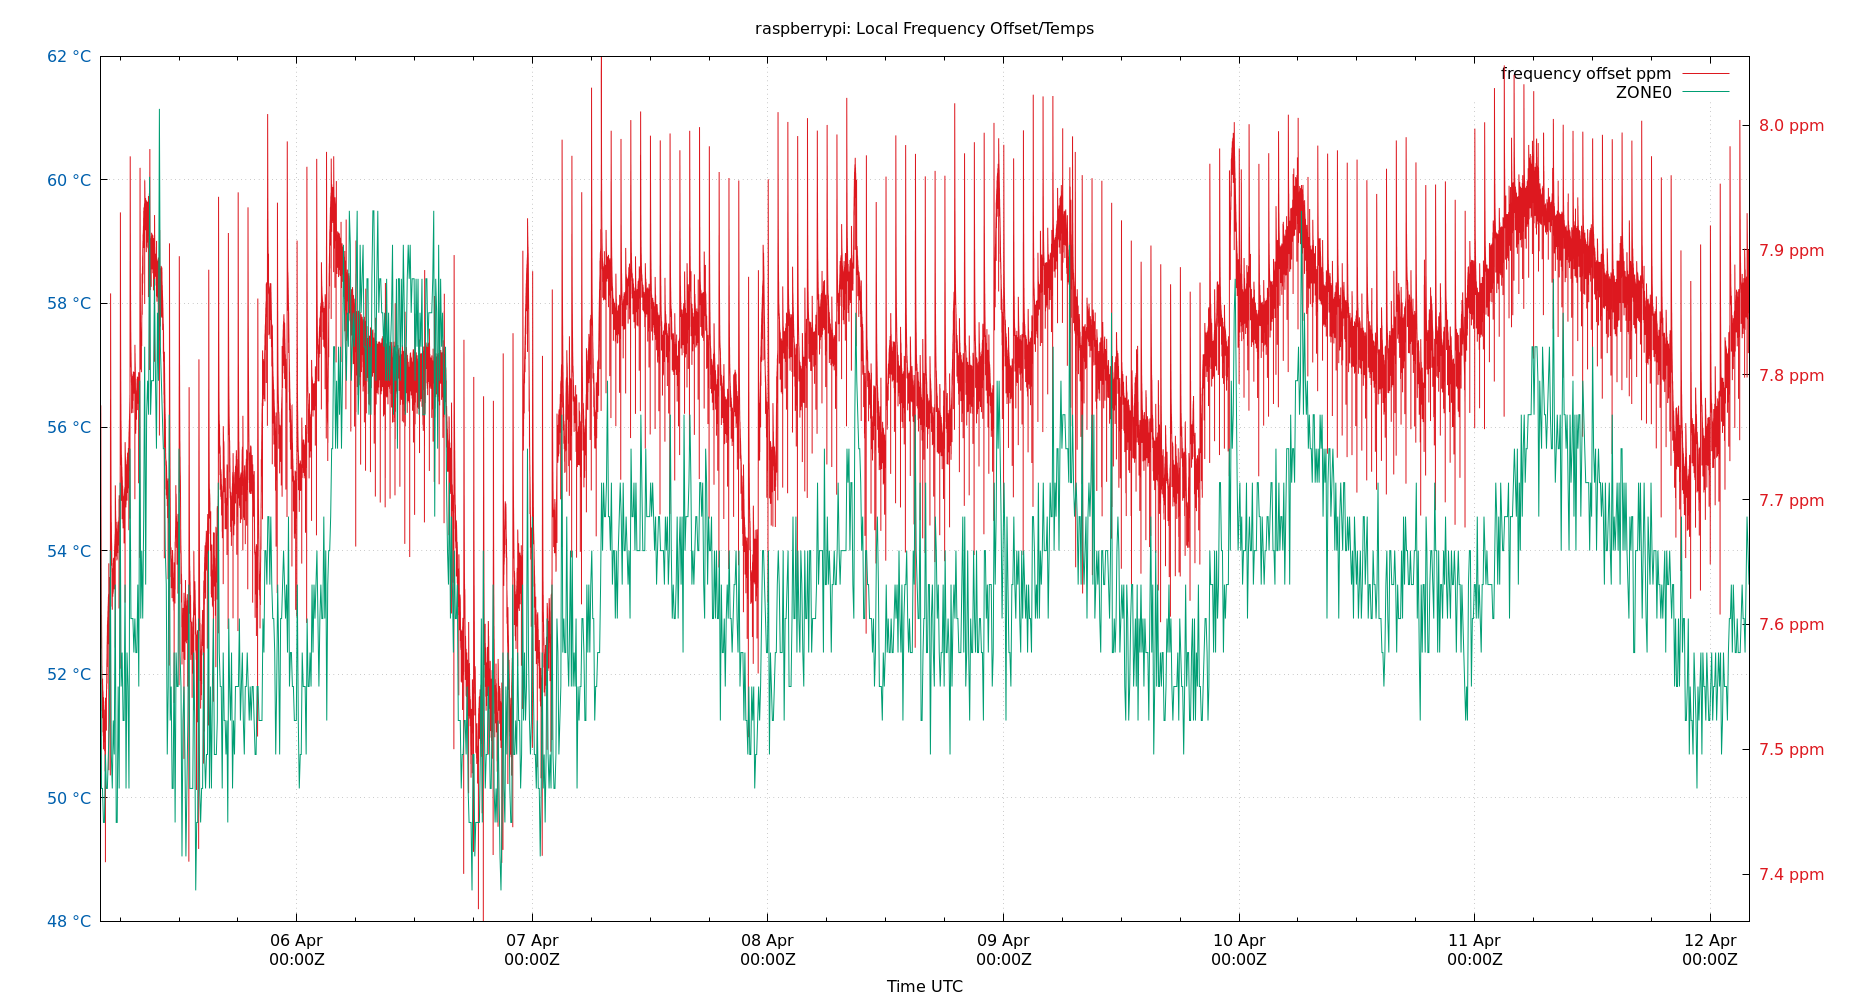 raspberrypi: Local Frequency Offset/Temps
62 °C
60 °C
58 °C
56 °C
54 °C
52 °C
50 °C
48 °C
frequency offset ppm
ZONE0
8.0 ppm
7.9 ppm
7.8 ppm
7.7 ppm
7.6 ppm
7.5 ppm
7.4 ppm
06 Apr 07 Apr 08 Apr 09 Apr 10 Apr 11 Apr 12 Apr
00:00Z 00:00Z 00:00Z 00:00Z 00:00Z 00:00Z 00:00Z
Time UTC